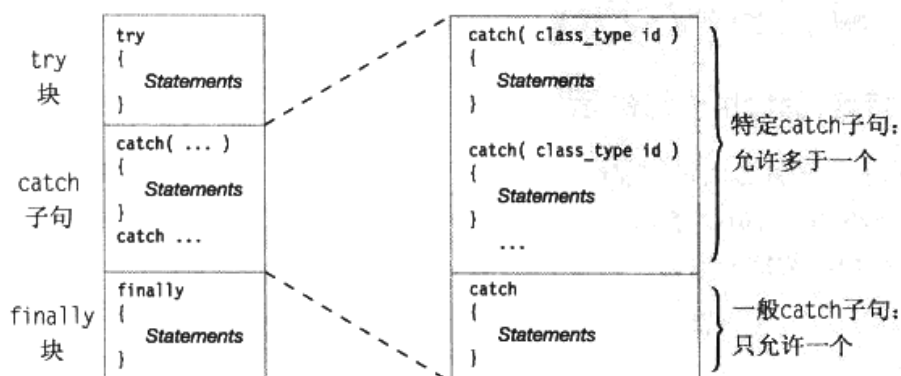 try
块
try
{
Statements
}
catch
子句
catch( ... )
{
Statements
}
catch ...
finally
块
finally
{
Statements
}
catch( class_type id )
{
Statements
}
catch( class_type id )
{
Statements
}
...
特定catch子句:
允许多于一个
catch
{
Statements
}
一般catch子句:
只允许一个